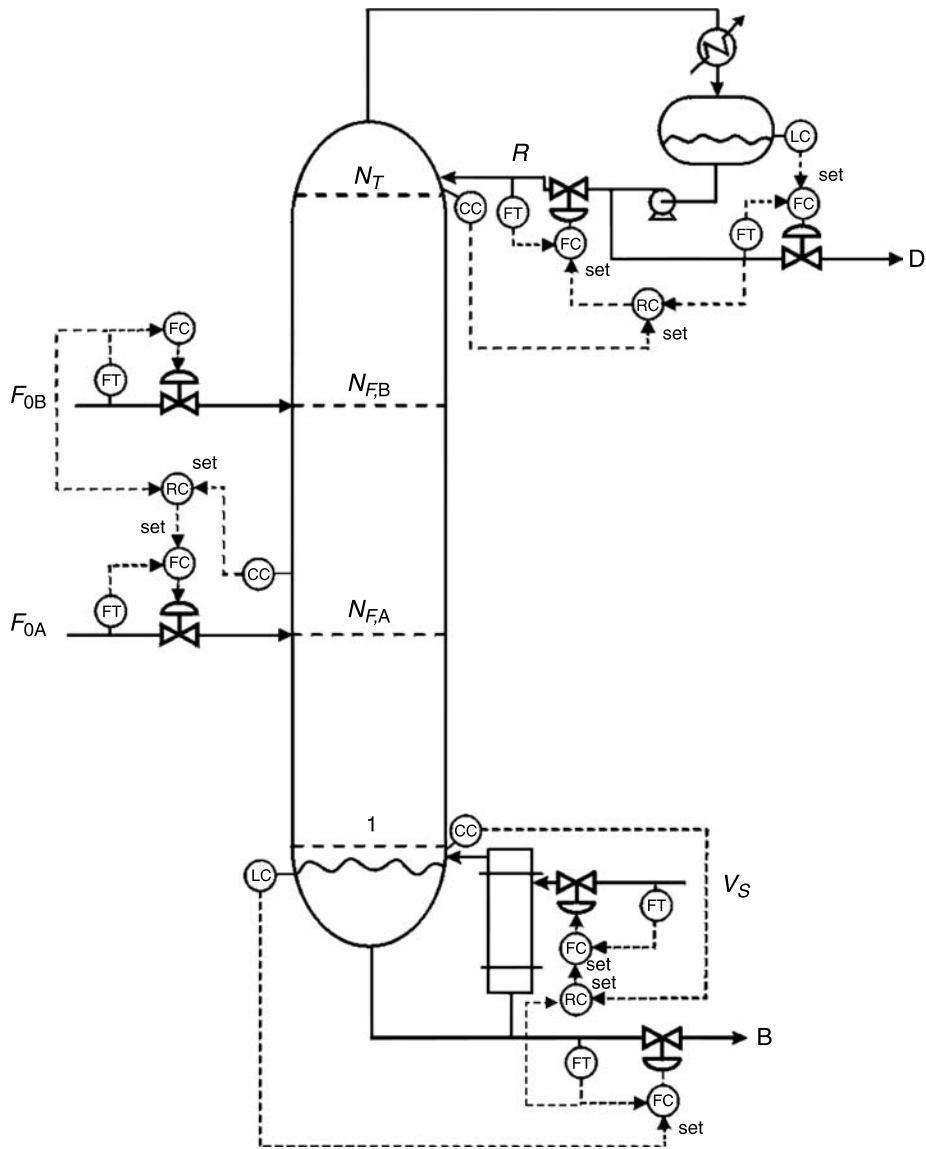 LC
R
set
N_T
CC
FT
FC
FC
FT
set
D
RC
set
FC
FT
F_0B
N_F,B
set
RC
set
FC
CC
FT
F_0A
N_F,A
1
CC
LC
V_S
FT
FC
set
set
RC
B
FT
FC
set